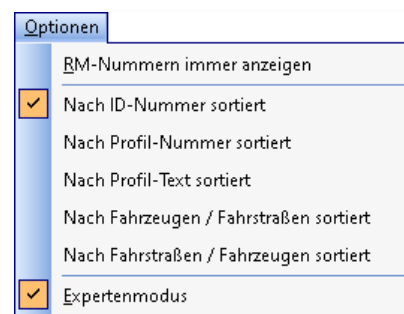 Optionen
RM-Nummern immer anzeigen
Nach ID-Nummer sortiert
Nach Profil-Nummer sortiert
Nach Profil-Text sortiert
Nach Fahrzeugen / Fahrstraßen sortiert
Nach Fahrstraßen / Fahrzeugen sortiert
Expertenmodus